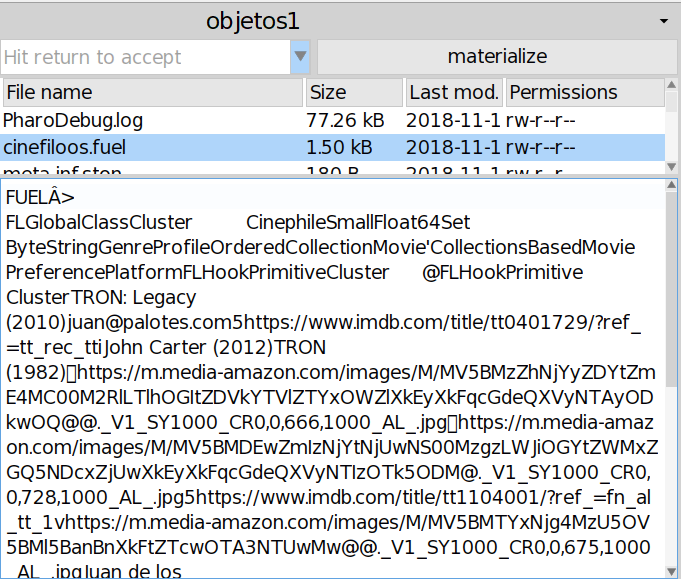 objetos1
Hit return to accept
materialize
File name Size Last mod. Permissions
PharoDebug.log 77.26 kB 2018-11-1 rw-r--r--
cinefiloos.fuel 1.50 kB 2018-11-1 rw-r--r--
meta-inf.ston 180 B 2018-11-1 rw-r--r--
FUELÂ>
FLGlobalClassCluster CinephileSmallFloat64Set
ByteStringGenreProfileOrderedCollectionMovie'CollectionsBasedMovie
PreferencePlatformFLHookPrimitiveCluster @FLHookPrimitive
ClusterTRON: Legacy
(2010)juan@palotes.com5https://www.imdb.com/title/tt0401729/?ref_
=tt_rec_ttiJohn Carter (2012)TRON
(1982)▯https://m.media-amazon.com/images/M/MV5BMzZhNjYyZDYtZm
E4MC00M2RlLTlhOGItZDVkYTVlZTYxOWZlXkEyXkFqcGdeQXVyNTAyOD
kwOQ@@._V1_SY1000_CR0,0,666,1000_AL_.jpg▯https://m.media-amaz
on.com/images/M/MV5BMDEwZmIzNjYtNjUwNS00MzgzLWJiOGYtZWMxZ
GQ5NDcxZjUwXkEyXkFqcGdeQXVyNTIzOTk5ODM@._V1_SY1000_CR0,
0,728,1000_AL_.jpg5https://www.imdb.com/title/tt1104001/?ref_=fn_al
_tt_1vhttps://m.media-amazon.com/images/M/MV5BMTYxNjg4MzU5OV
5BMl5BanBnXkFtZTcwOTA3NTUwMw@@._V1_SY1000_CR0,0,675,1000
_AL_.jpgJuan de los